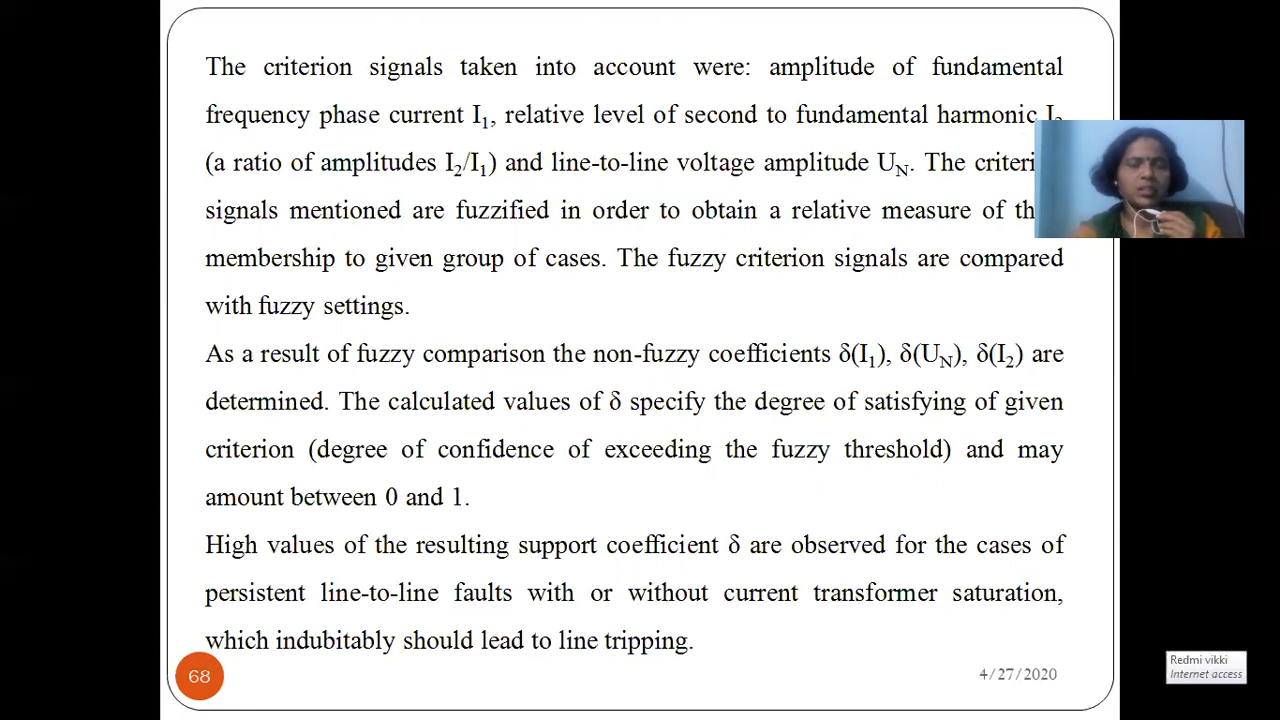 The criterion signals taken into account were: amplitude of fundamental
frequency phase current I₁, relative level of second to fundamental harmonic
(a ratio of amplitudes I₂/I₁) and line-to-line voltage amplitude U_N. The
signals mentioned are fuzzified in order to obtain a relative measure of
membership to given group of cases. The fuzzy criterion signals are compared
with fuzzy settings.
As a result of fuzzy comparison the non-fuzzy coefficients δ(I₁), δ(U_N), δ(I₂) are
determined. The calculated values of δ specify the degree of satisfying of given
criterion (degree of confidence of exceeding the fuzzy threshold) and may
amount between 0 and 1.
High values of the resulting support coefficient δ are observed for the cases of
persistent line-to-line faults with or without current transformer saturation,
which indubitably should lead to line tripping.
68
4/27/2020
Redmi vikki
Internet access